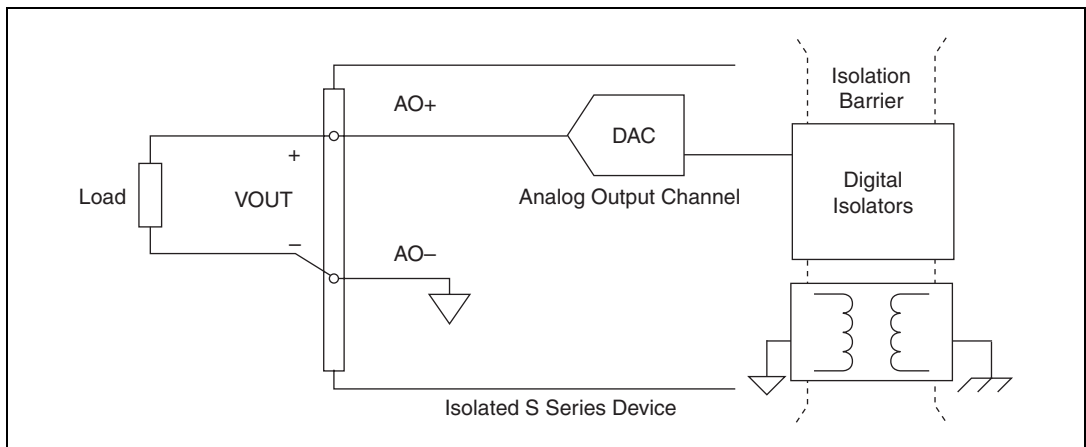 Isolation
Barrier
AO+
DAC
+
Load
VOUT
Analog Output Channel
Digital
Isolators
–
AO–
Isolated S Series Device